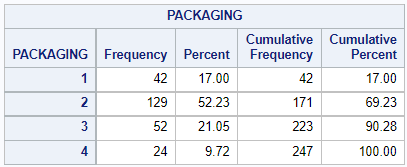 PACKAGING
PACKAGING Frequency Percent Cumulative Frequency Cumulative Percent
1 42 17.00 42 17.00
2 129 52.23 171 69.23
3 52 21.05 223 90.28
4 24 9.72 247 100.00